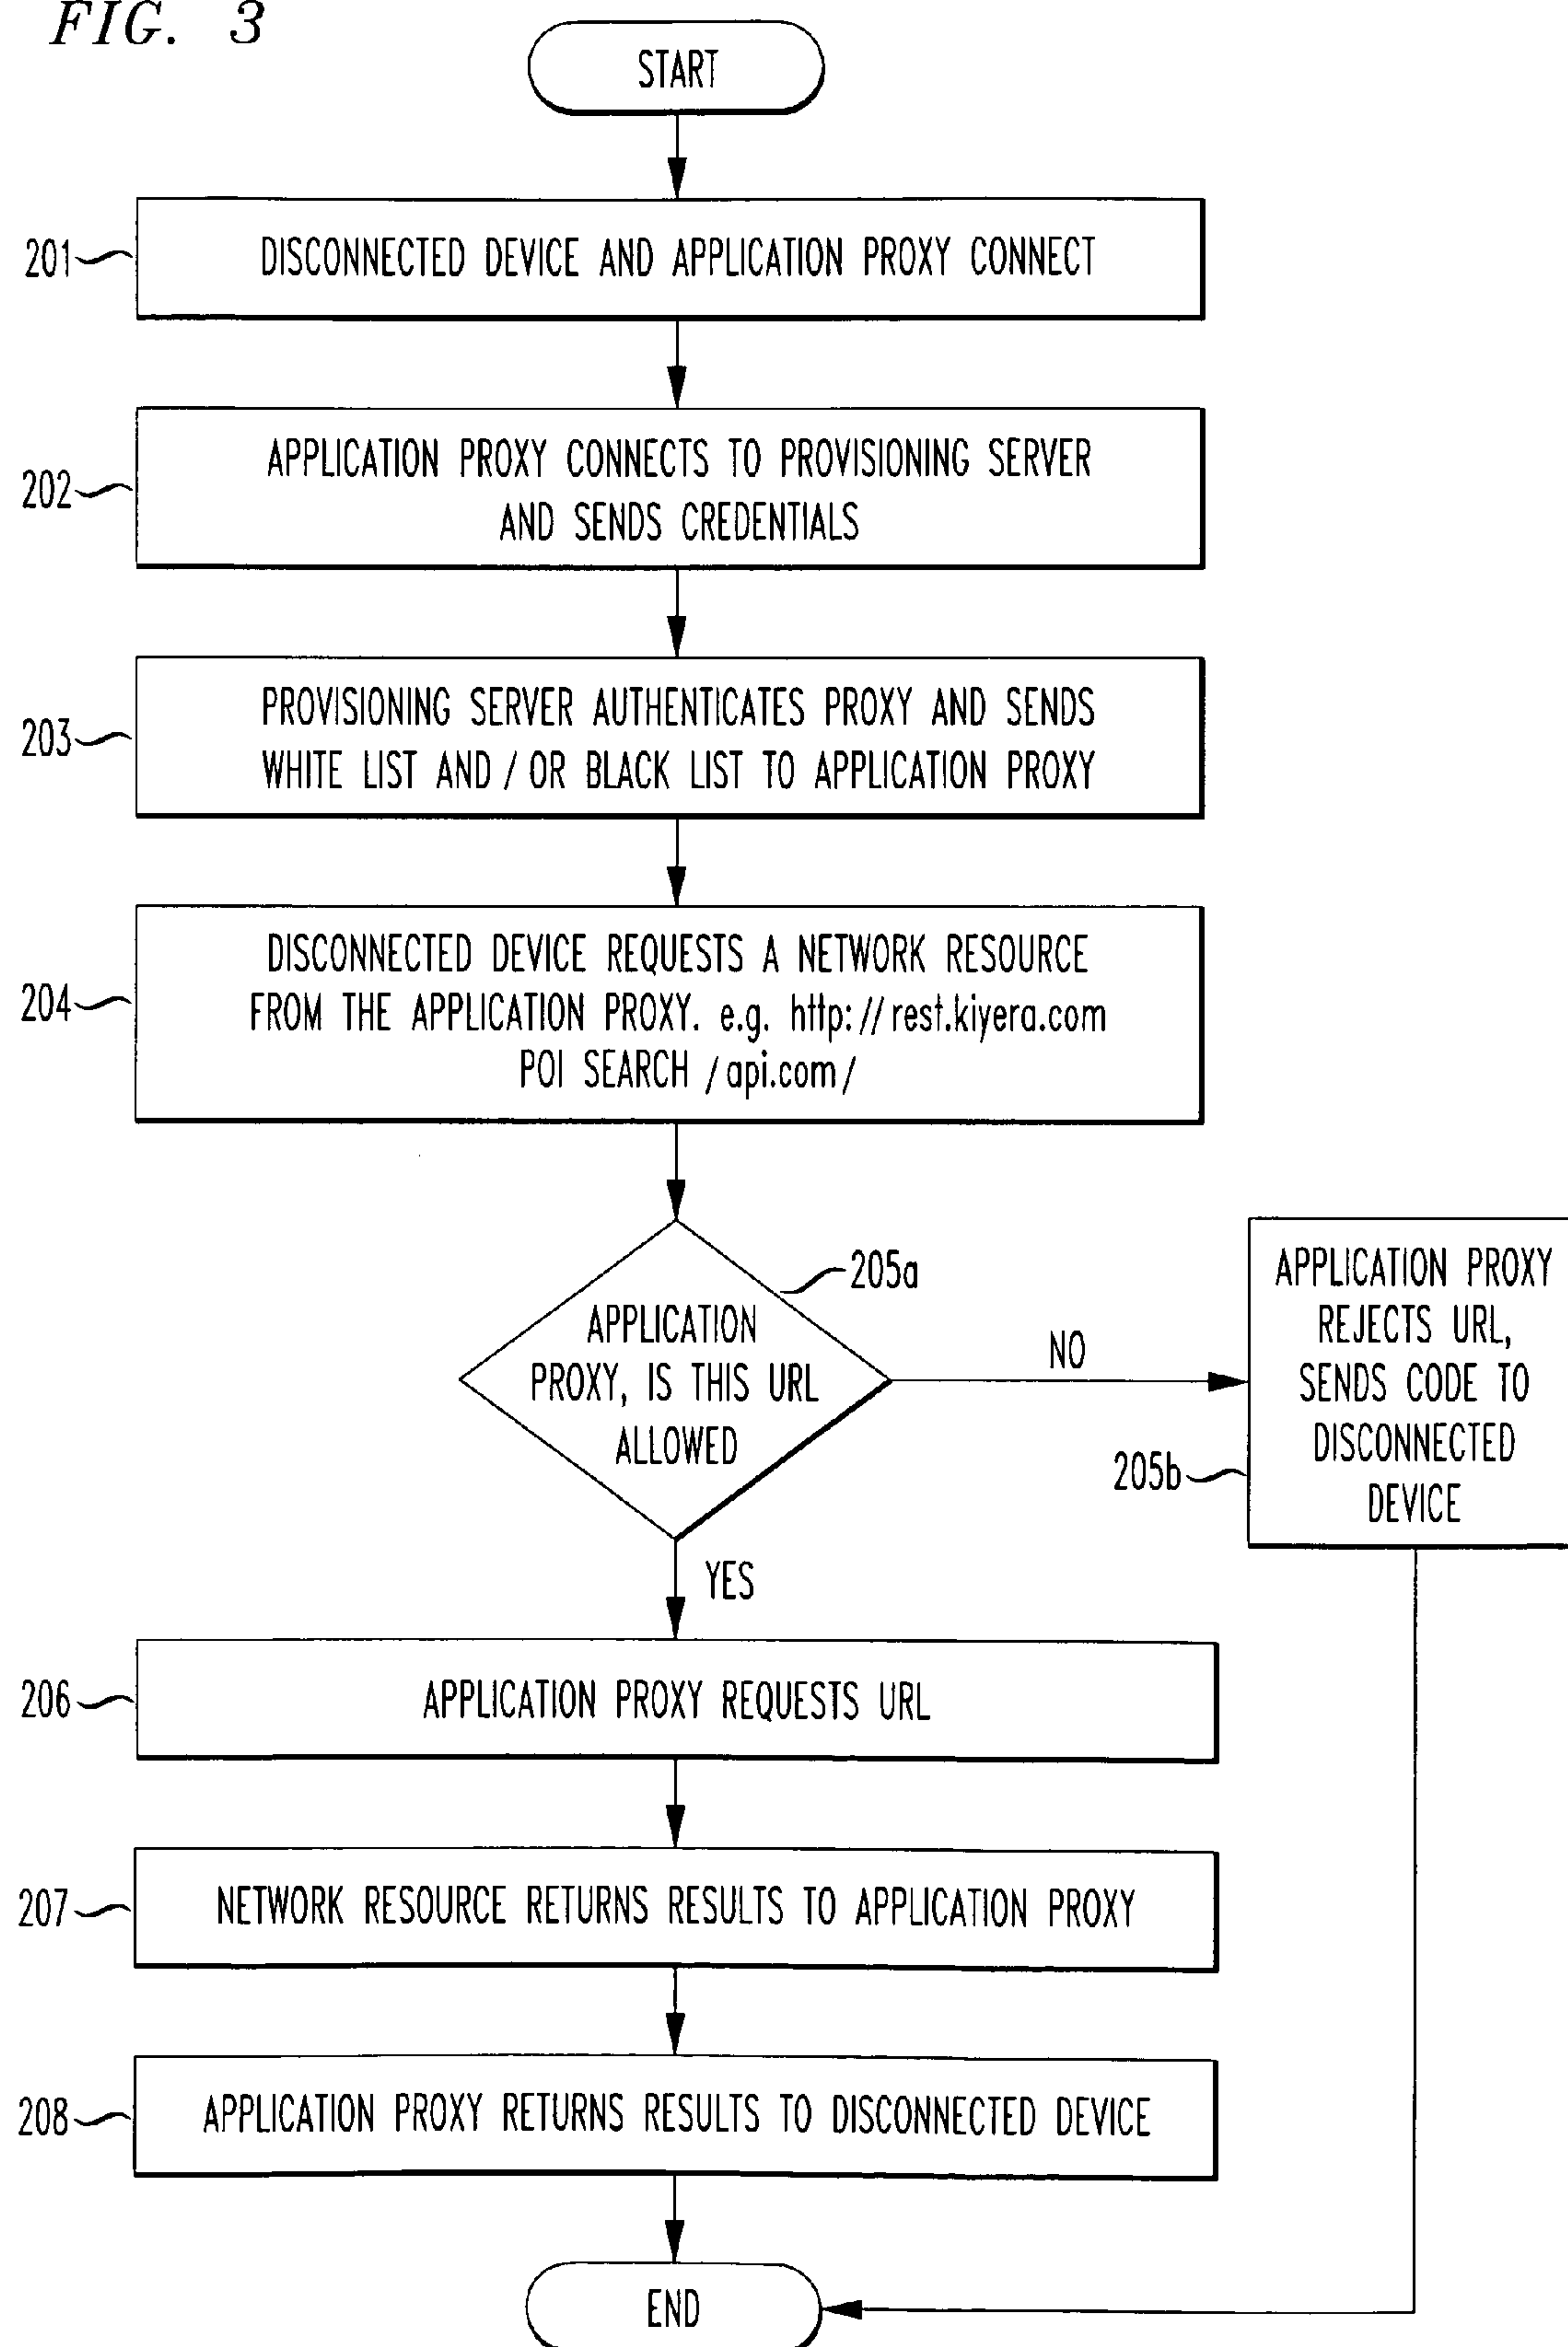 FIG. 3
START
201
DISCONNECTED DEVICE AND APPLICATION PROXY CONNECT
202
APPLICATION PROXY CONNECTS TO PROVISIONING SERVER
AND SENDS CREDENTIALS
203
PROVISIONING SERVER AUTHENTICATES PROXY AND SENDS
WHITE LIST AND / OR BLACK LIST TO APPLICATION PROXY
204
DISCONNECTED DEVICE REQUESTS A NETWORK RESOURCE
FROM THE APPLICATION PROXY. e.g. http://rest.kiyera.com
POI SEARCH /api.com/
205a
APPLICATION
PROXY, IS THIS URL
ALLOWED
NO
APPLICATION PROXY
REJECTS URL,
SENDS CODE TO
DISCONNECTED
DEVICE
205b
YES
206
APPLICATION PROXY REQUESTS URL
207
NETWORK RESOURCE RETURNS RESULTS TO APPLICATION PROXY
208
APPLICATION PROXY RETURNS RESULTS TO DISCONNECTED DEVICE
END